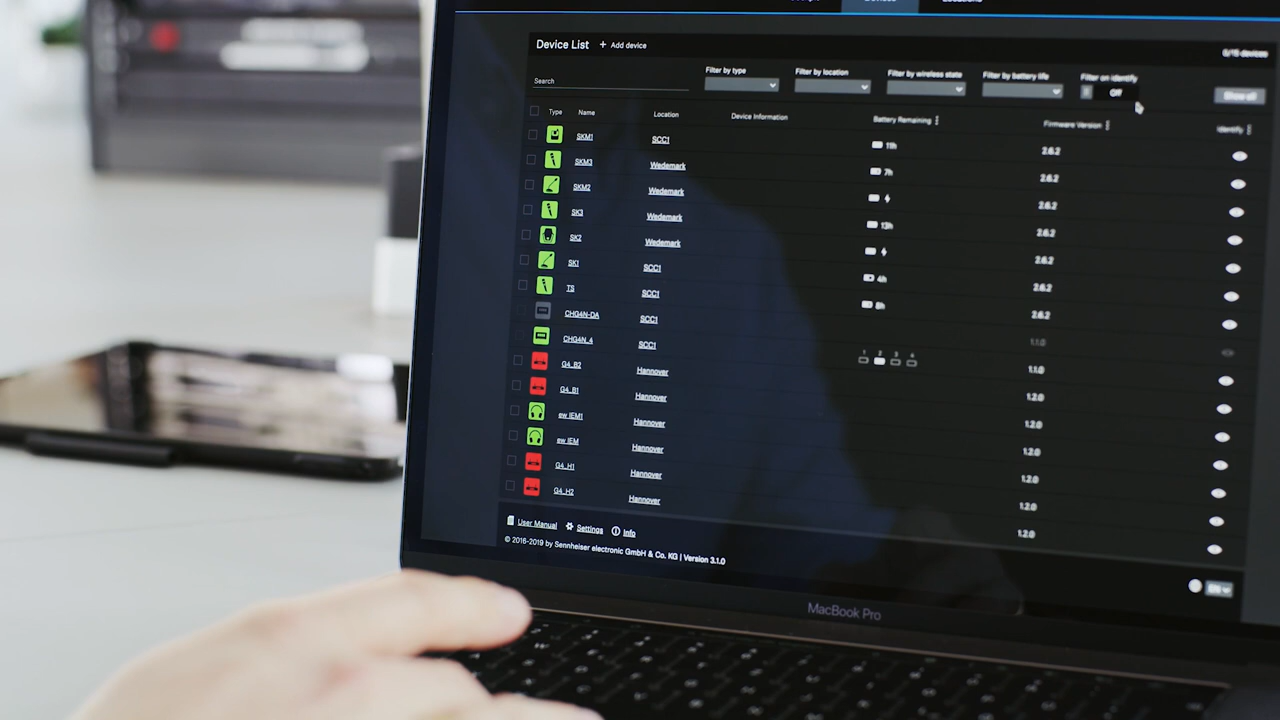 Device List + Add device
Search
Filter by type
Filter by location
Filter by wireless state
Filter by battery life
Filter on identify
Off
Show all
Type Name Location Device Information Battery Remaining Firmware Version Identify
SKM1 SCC1 11h 2.6.2
SKM3 Wedemark 7h 2.6.2
SKM2 Wedemark 2.6.2
SK3 Wedemark 13h 2.6.2
SK2 Wedemark 2.6.2
SK1 SCC1 4h 2.6.2
TS SCC1 8h 2.6.2
CHG4N-DA SCC1 1.1.0
CHG4N_4 SCC1 1 2 3 4 1.1.0
G4_B2 Hannover 1.2.0
G4_B1 Hannover 1.2.0
ew IEM1 Hannover 1.2.0
ew IEM Hannover 1.2.0
G4_H1 Hannover 1.2.0
G4_H2 Hannover 1.2.0
User Manual Settings Info
© 2016-2019 by Sennheiser electronic GmbH & Co. KG | Version 3.1.0
MacBook Pro